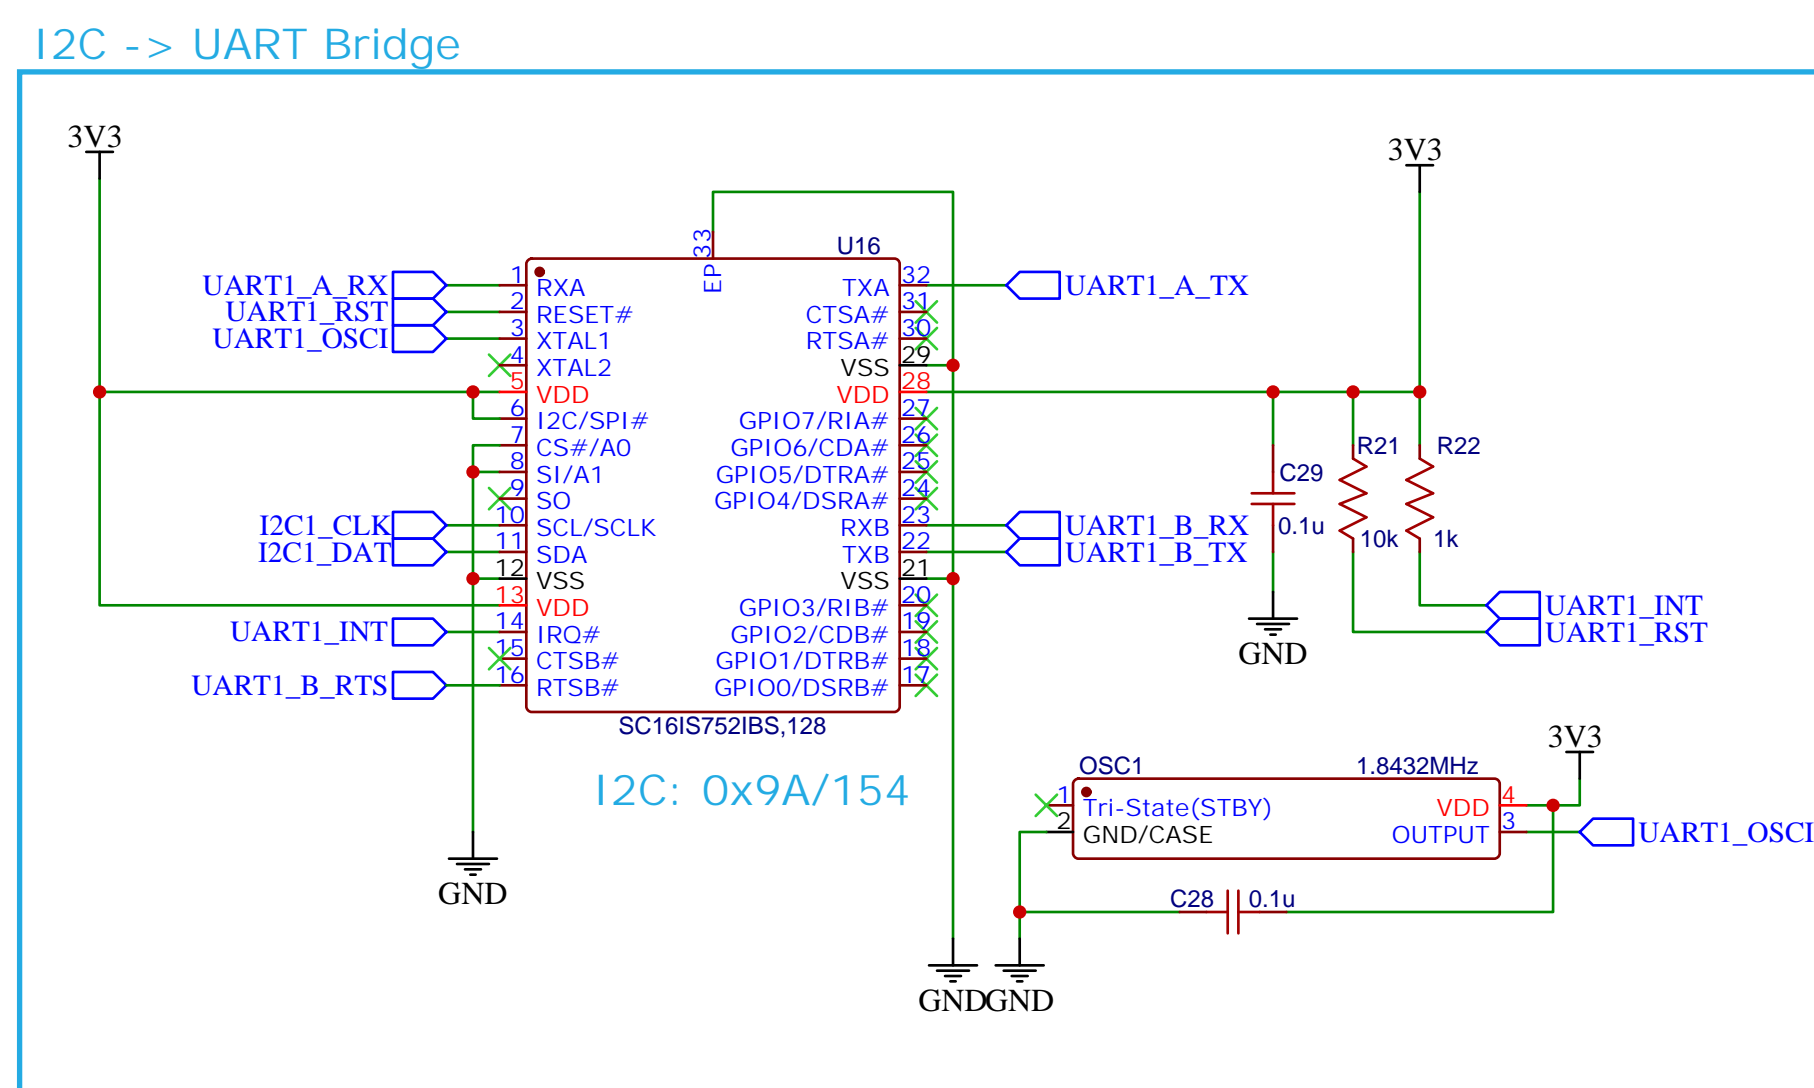 I2C -> UART Bridge
3V3
3V3
33
EP
U16
UART1_A_RX
1
RXA
UART1_RST
2
RESET#
UART1_OSCI
3
XTAL1
4
XTAL2
5
VDD
6
I2C/SPI#
7
CS#/A0
8
SI/A1
9
SO
I2C1_CLK
10
SCL/SCLK
I2C1_DAT
11
SDA
12
VSS
13
VDD
UART1_INT
14
IRQ#
15
CTSB#
UART1_B_RTS
16
RTSB#
TXA
32
UART1_A_TX
CTSA#
31
RTSA#
30
VSS
29
VDD
28
GPIO7/RIA#
27
GPIO6/CDA#
26
GPIO5/DTRA#
25
GPIO4/DSRA#
24
RXB
23
UART1_B_RX
TXB
22
UART1_B_TX
VSS
21
GPIO3/RIB#
20
GPIO2/CDB#
19
GPIO1/DTRB#
18
GPIO0/DSRB#
17
SC16IS752IBS,128
I2C: 0x9A/154
GND
C29
0.1u
GND
R21
10k
R22
1k
UART1_INT
UART1_RST
3V3
OSC1
1.8432MHz
1
Tri-State(STBY)
2
GND/CASE
VDD
4
OUTPUT
3
UART1_OSCI
C28
0.1u
GND
GND